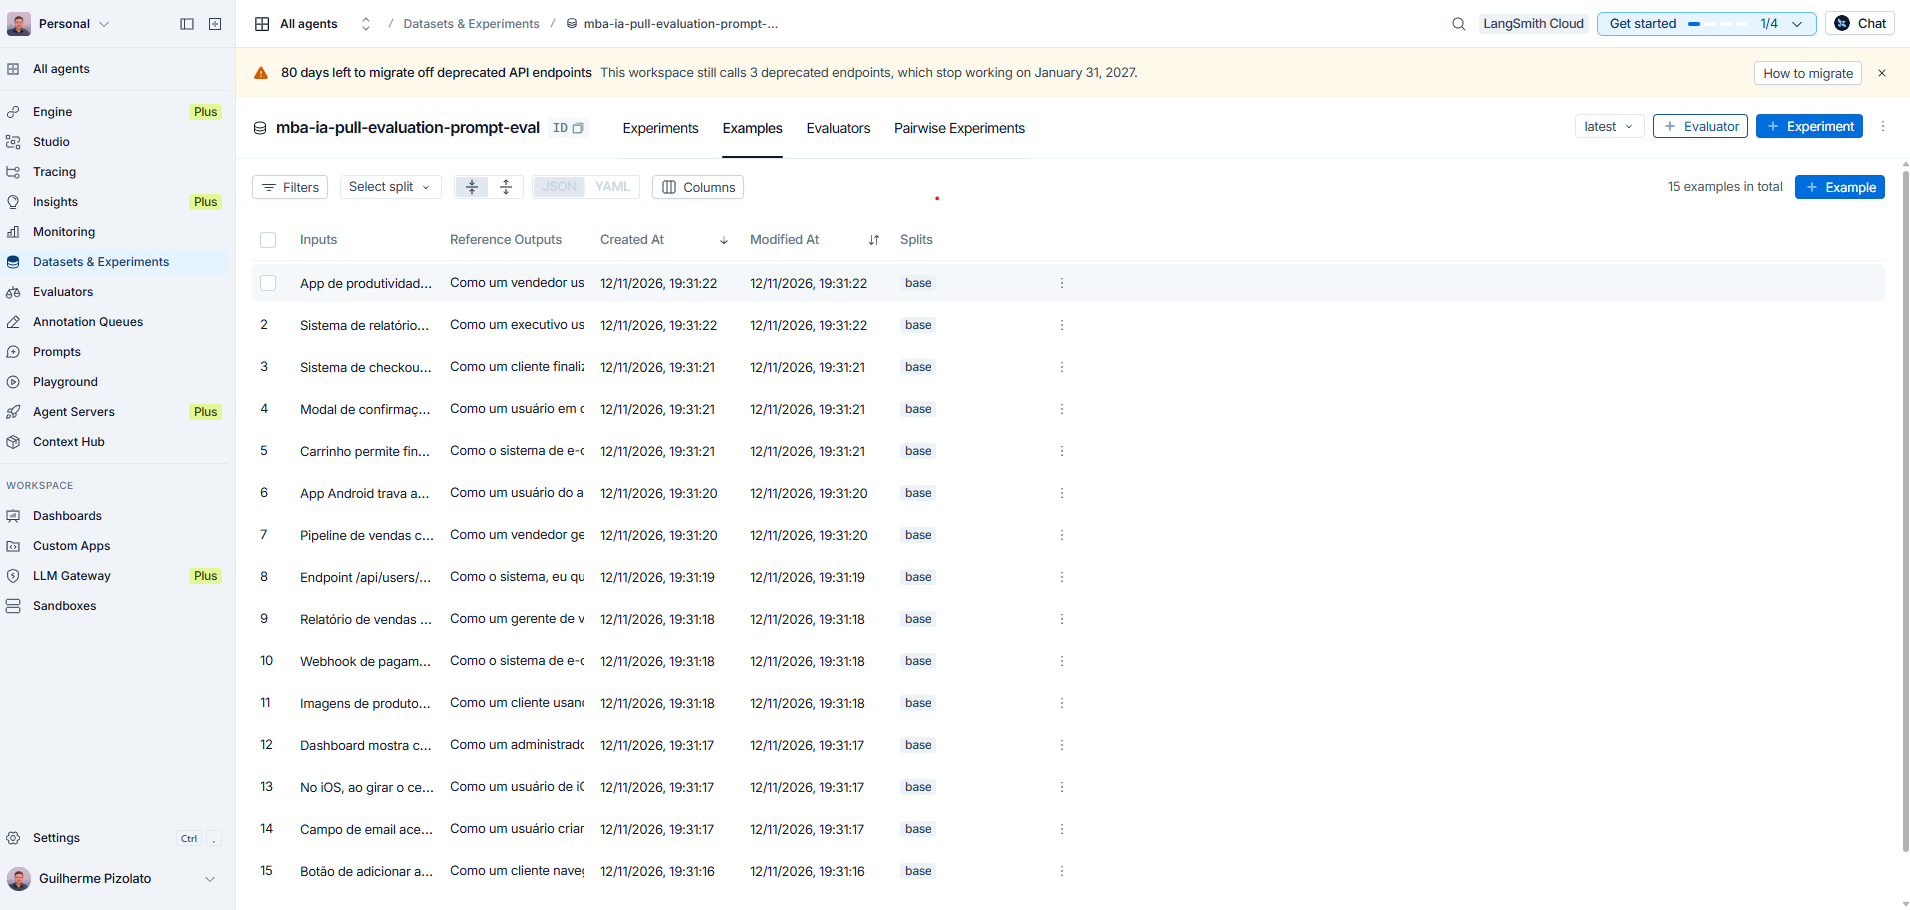 Personal
All agents
Engine Plus
Studio
Tracing
Insights Plus
Monitoring
Datasets & Experiments
Evaluators
Annotation Queues
Prompts
Playground
Agent Servers Plus
Context Hub
WORKSPACE
Dashboards
Custom Apps
LLM Gateway Plus
Sandboxes
Settings Ctrl .
Guilherme Pizolato
All agents / Datasets & Experiments / mba-ia-pull-evaluation-prompt-...
LangSmith Cloud Get started 1/4 Chat
80 days left to migrate off deprecated API endpoints This workspace still calls 3 deprecated endpoints, which stop working on January 31, 2027. How to migrate
mba-ia-pull-evaluation-prompt-eval ID Experiments Examples Evaluators Pairwise Experiments latest + Evaluator + Experiment
Filters Select split JSON YAML Columns 15 examples in total + Example
Inputs Reference Outputs Created At Modified At Splits
App de produtividad... Como um vendedor us 12/11/2026, 19:31:22 12/11/2026, 19:31:22 base
2 Sistema de relatório... Como um executivo us 12/11/2026, 19:31:22 12/11/2026, 19:31:22 base
3 Sistema de checkou... Como um cliente finaliz 12/11/2026, 19:31:21 12/11/2026, 19:31:21 base
4 Modal de confirmaç... Como um usuário em c 12/11/2026, 19:31:21 12/11/2026, 19:31:21 base
5 Carrinho permite fin... Como o sistema de e-c 12/11/2026, 19:31:21 12/11/2026, 19:31:21 base
6 App Android trava a... Como um usuário do a 12/11/2026, 19:31:20 12/11/2026, 19:31:20 base
7 Pipeline de vendas c... Como um vendedor ge 12/11/2026, 19:31:20 12/11/2026, 19:31:20 base
8 Endpoint /api/users/... Como o sistema, eu qu 12/11/2026, 19:31:19 12/11/2026, 19:31:19 base
9 Relatório de vendas ... Como um gerente de v 12/11/2026, 19:31:18 12/11/2026, 19:31:18 base
10 Webhook de pagam... Como o sistema de e-c 12/11/2026, 19:31:18 12/11/2026, 19:31:18 base
11 Imagens de produto... Como um cliente usand 12/11/2026, 19:31:18 12/11/2026, 19:31:18 base
12 Dashboard mostra c... Como um administrado 12/11/2026, 19:31:17 12/11/2026, 19:31:17 base
13 No iOS, ao girar o ce... Como um usuário de iO 12/11/2026, 19:31:17 12/11/2026, 19:31:17 base
14 Campo de email ace... Como um usuário criar 12/11/2026, 19:31:17 12/11/2026, 19:31:17 base
15 Botão de adicionar a... Como um cliente naveg 12/11/2026, 19:31:16 12/11/2026, 19:31:16 base